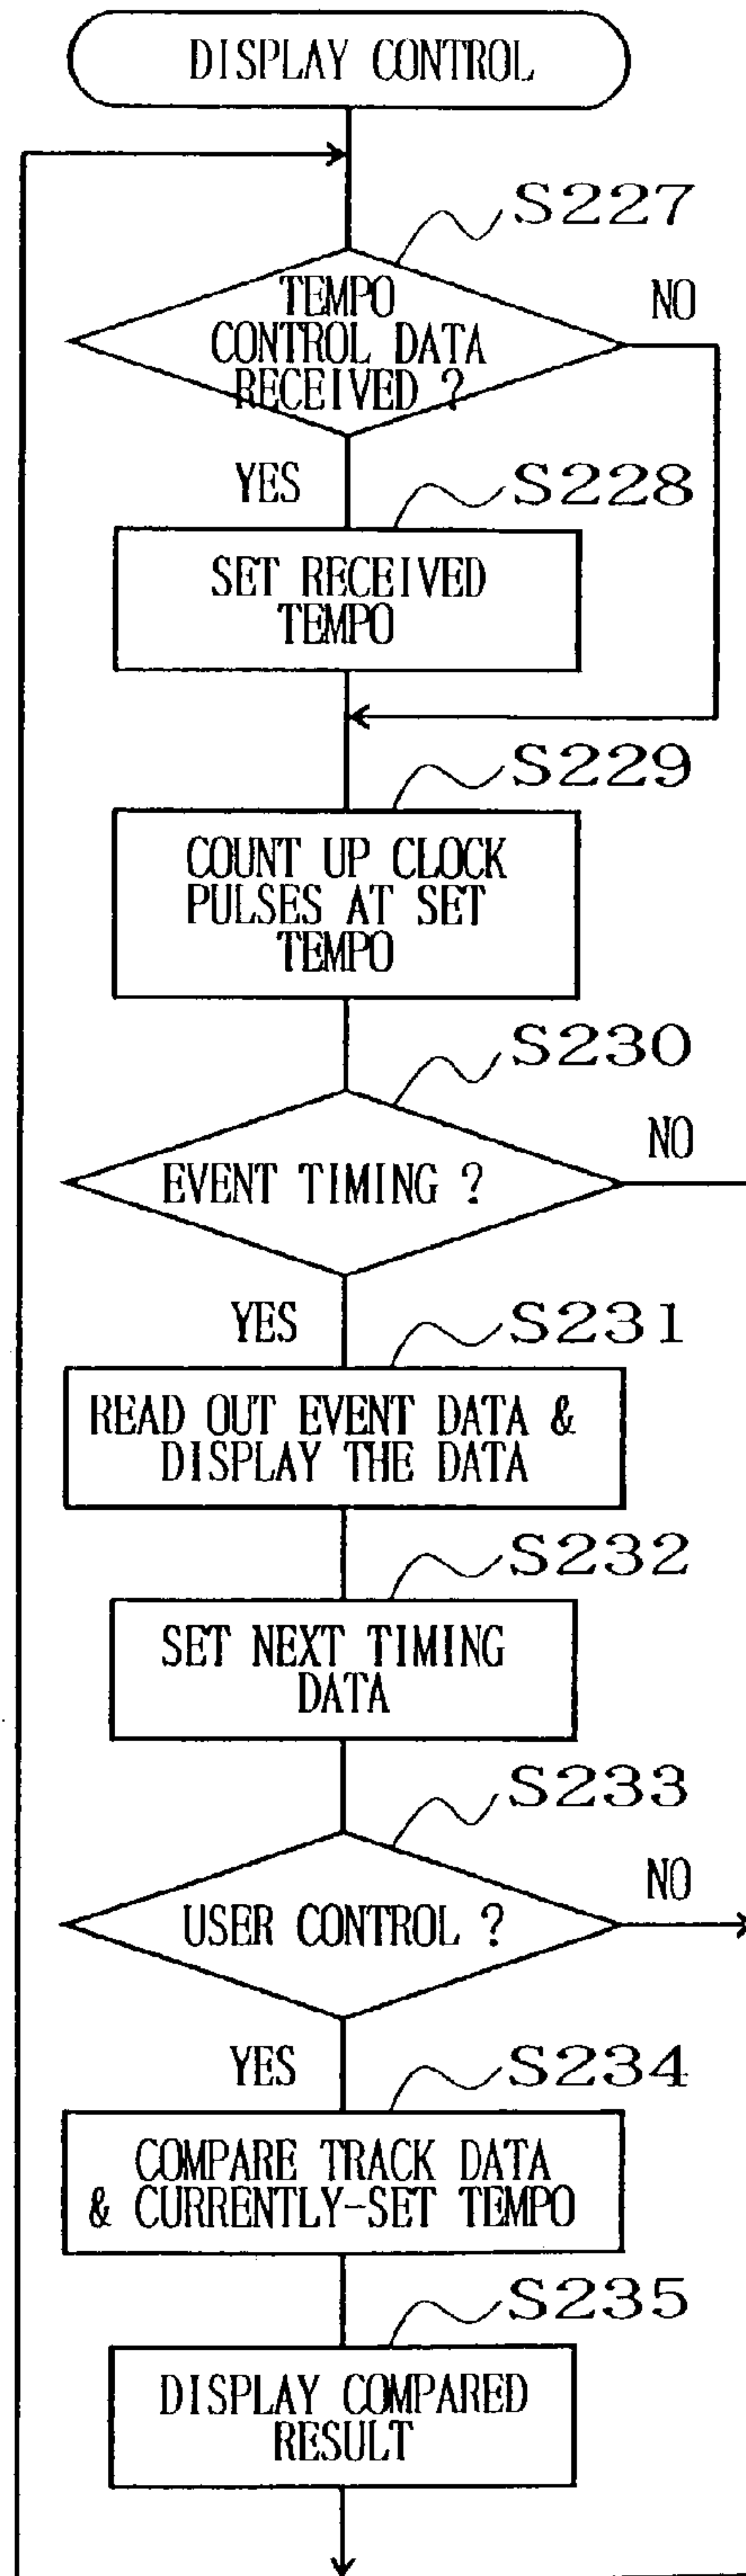 DISPLAY CONTROL
S227
TEMPO
CONTROL DATA
RECEIVED ?
NO
YES
S228
SET RECEIVED
TEMPO
S229
COUNT UP CLOCK
PULSES AT SET
TEMPO
S230
EVENT TIMING ?
NO
YES
S231
READ OUT EVENT DATA &
DISPLAY THE DATA
S232
SET NEXT TIMING
DATA
S233
USER CONTROL ?
NO
YES
S234
COMPARE TRACK DATA
& CURRENTLY-SET TEMPO
S235
DISPLAY COMPARED
RESULT